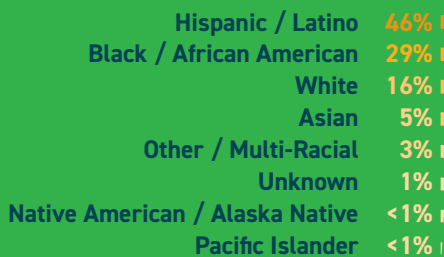 Hispanic / Latino 46%
Black / African American 29%
White 16%
Asian 5%
Other / Multi-Racial 3%
Unknown 1%
Native American / Alaska Native <1%
Pacific Islander <1%